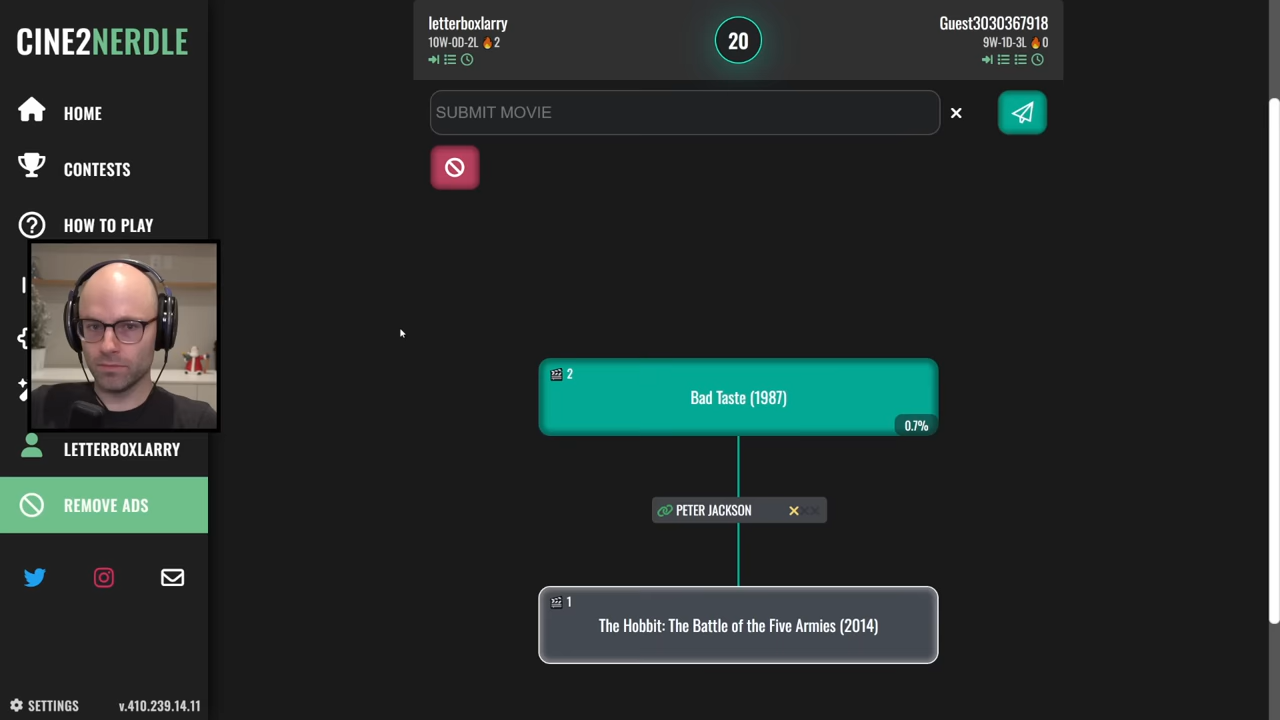 CINE2NERDLE
HOME
CONTESTS
HOW TO PLAY
LETTERBOXLARRY
REMOVE ADS
SETTINGS
v.410.239.14.11
letterboxlarry
10W-0D-2L 🔥2
20
Guest3030367918
9W-1D-3L 🔥0
SUBMIT MOVIE
2
Bad Taste (1987)
0.7%
PETER JACKSON
1
The Hobbit: The Battle of the Five Armies (2014)